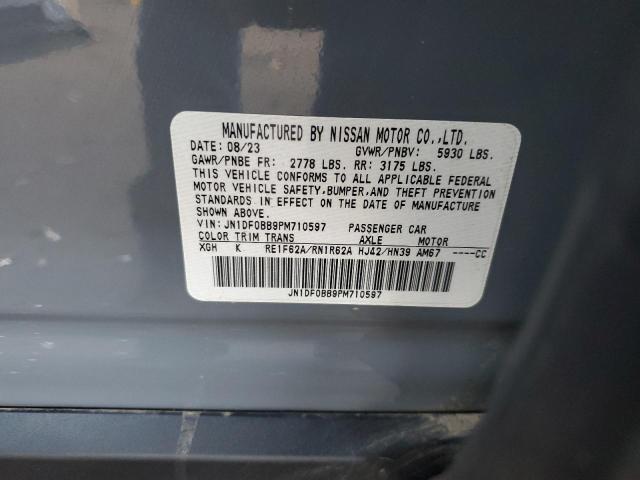 MANUFACTURED BY NISSAN MOTOR CO.,LTD.
DATE: 08/23 GVWR/PNBV: 5930 LBS.
GAWR/PNBE FR: 2778 LBS. RR: 3175 LBS.
THIS VEHICLE CONFORMS TO ALL APPLICABLE FEDERAL
MOTOR VEHICLE SAFETY,BUMPER,AND THEFT PREVENTION
STANDARDS IN EFFECT ON THE DATE OF MANUFACTURE
SHOWN ABOVE.
VIN: JN1DF0BB9PM710597 PASSENGER CAR
COLOR TRIM TRANS AXLE MOTOR
XGH K RE1F62A/RN1R62A HJ42/HN39 AM67 ----CC
JN1DF0BB9PM710597